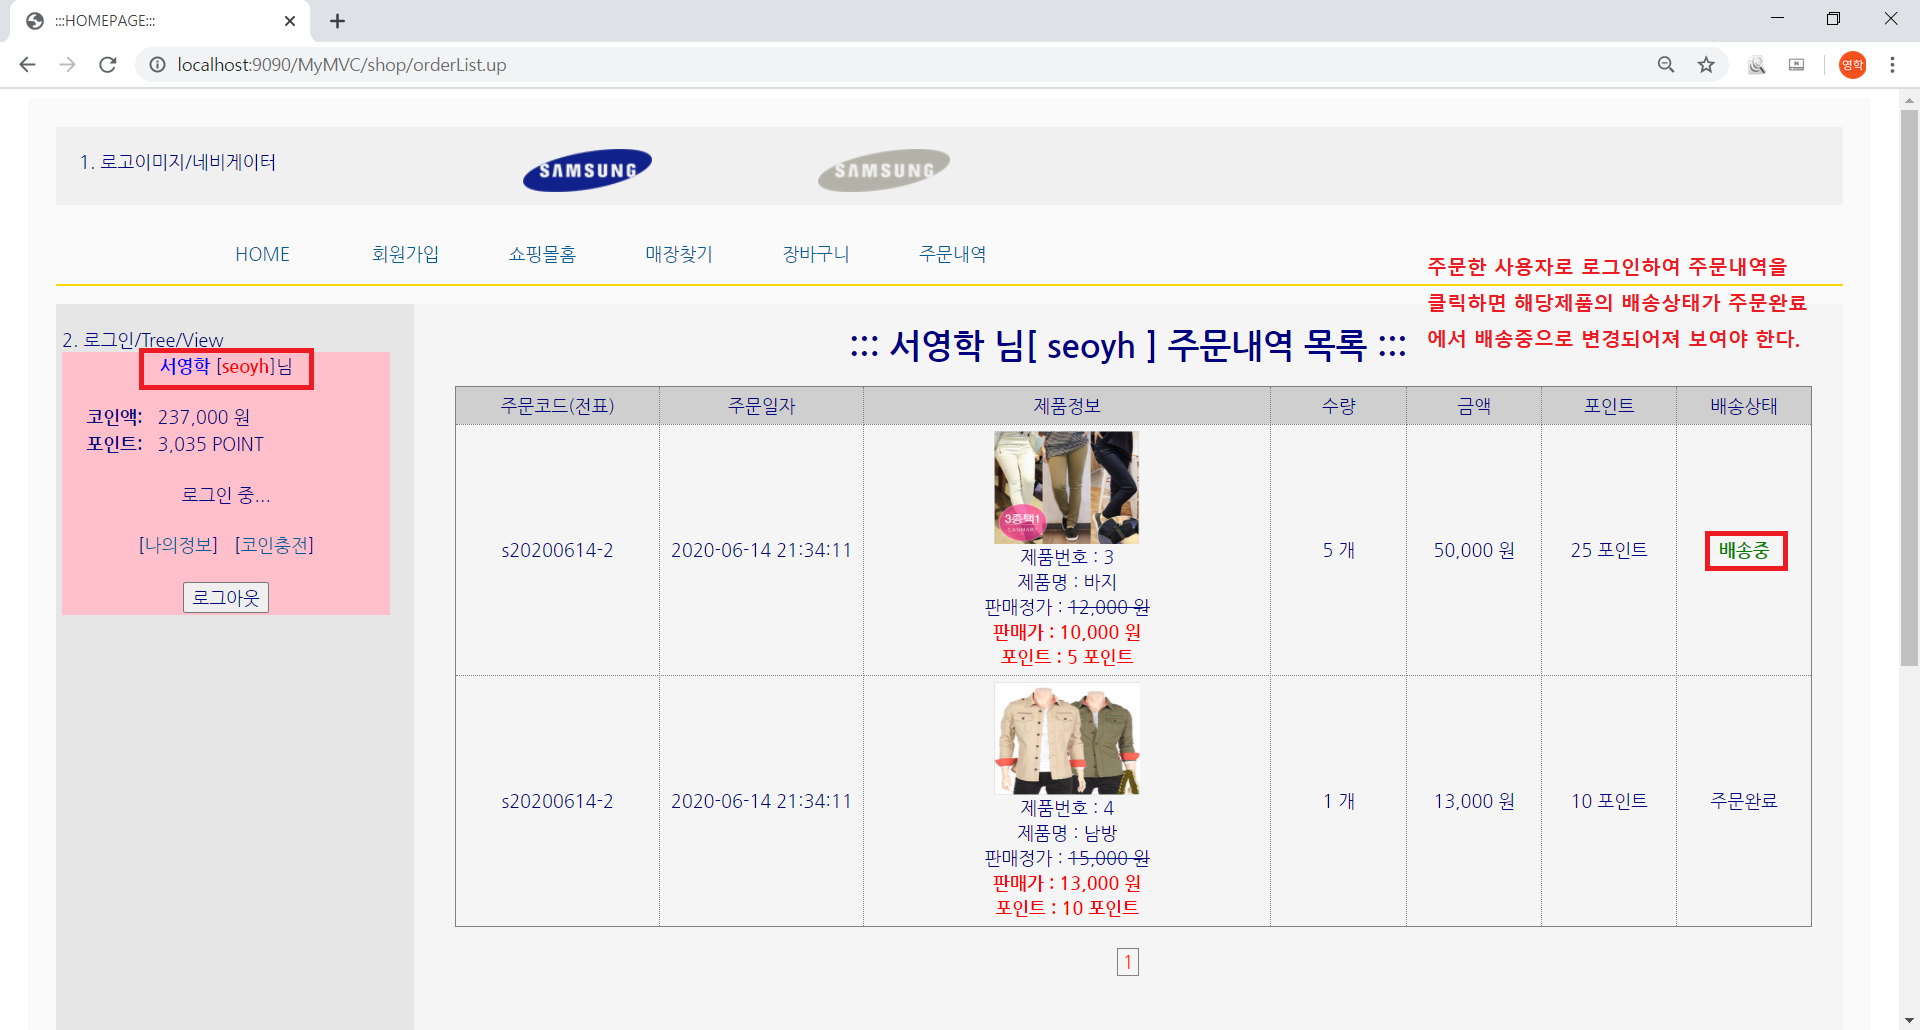 :::HOMEPAGE:::
localhost:9090/MyMVC/shop/orderList.up
영학
1. 로고이미지/네비게이터
SAMSUNG
SAMSUNG
HOME 회원가입 쇼핑몰홈 매장찾기 장바구니 주문내역
주문한 사용자로 로그인하여 주문내역을
클릭하면 해당제품의 배송상태가 주문완료
에서 배송중으로 변경되어져 보여야 한다.
2. 로그인/Tree/View
서영학 [seoyh]님
코인액: 237,000 원
포인트: 3,035 POINT
로그인 중...
[나의정보] [코인충전]
로그아웃
::: 서영학 님[ seoyh ] 주문내역 목록 :::
주문코드(전표) 주문일자 제품정보 수량 금액 포인트 배송상태
3종택1
s20200614-2 2020-06-14 21:34:11 5 개 50,000 원 25 포인트 배송중
제품번호 : 3
제품명 : 바지
판매정가 : 12,000 원
판매가 : 10,000 원
포인트 : 5 포인트
s20200614-2 2020-06-14 21:34:11 1 개 13,000 원 10 포인트 주문완료
제품번호 : 4
제품명 : 남방
판매정가 : 15,000 원
판매가 : 13,000 원
포인트 : 10 포인트
1